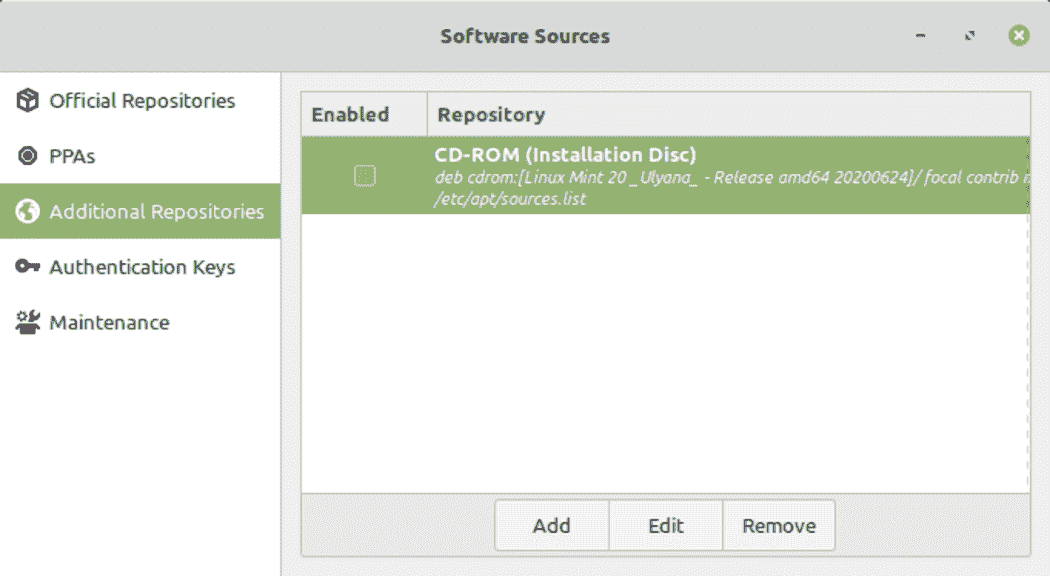 Software Sources
Official Repositories
PPAs
Additional Repositories
Authentication Keys
Maintenance
Enabled
Repository
CD-ROM (Installation Disc)
deb cdrom:[Linux Mint 20 _Ulyana_ - Release amd64 20200624]/ focal contrib
/etc/apt/sources.list
Add
Edit
Remove